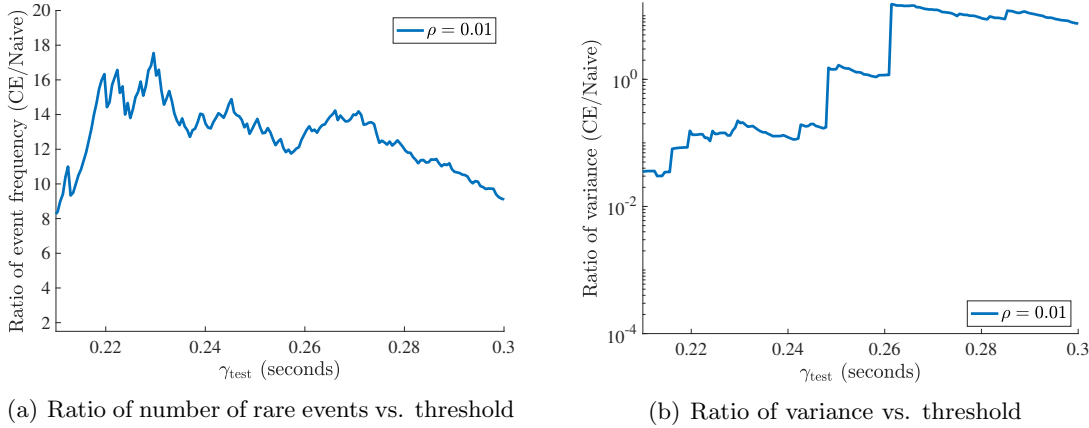 Ratio of event frequency (CE/Naive)
20
18
16
14
12
10
8
6
4
2
ρ = 0.01
0.22
0.24
0.26
0.28
0.3
γtest (seconds)
(a) Ratio of number of rare events vs. threshold
Ratio of variance (CE/Naive)
10^0
10^-2
10^-4
ρ = 0.01
0.22
0.24
0.26
0.28
0.3
γtest (seconds)
(b) Ratio of variance vs. threshold